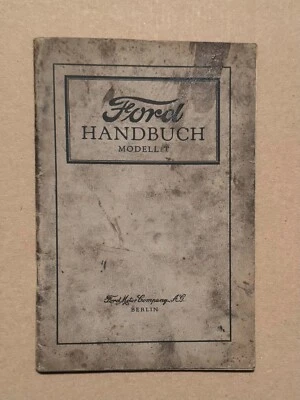 Ford
HANDBUCH
MODELL:T
Ford Motor Company A.G.
BERLIN